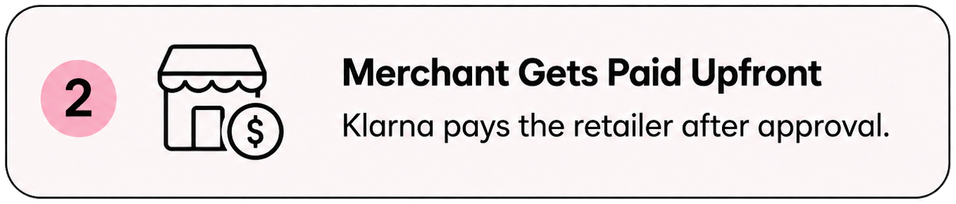 2
Merchant Gets Paid Upfront
Klarna pays the retailer after approval.
$